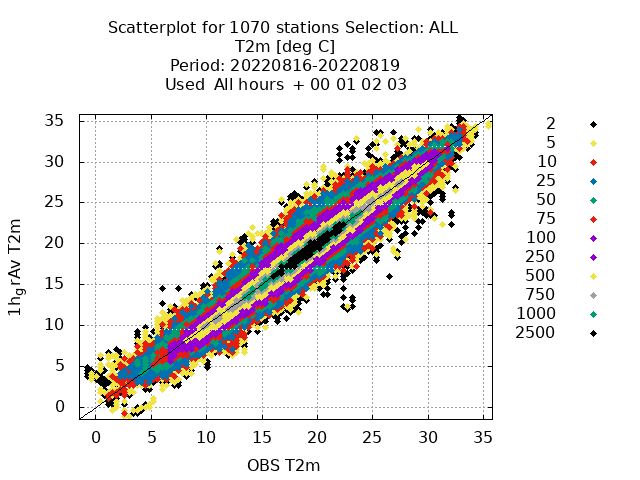 Scatterplot for 1070 stations Selection: ALL
T2m [deg C]
Period: 20220816-20220819
Used All hours + 00 01 02 03
1hgrAv T2m
35
30
25
20
15
10
5
0
0 5 10 15 20 25 30 35
OBS T2m
2
5
10
25
50
75
100
250
500
750
1000
2500